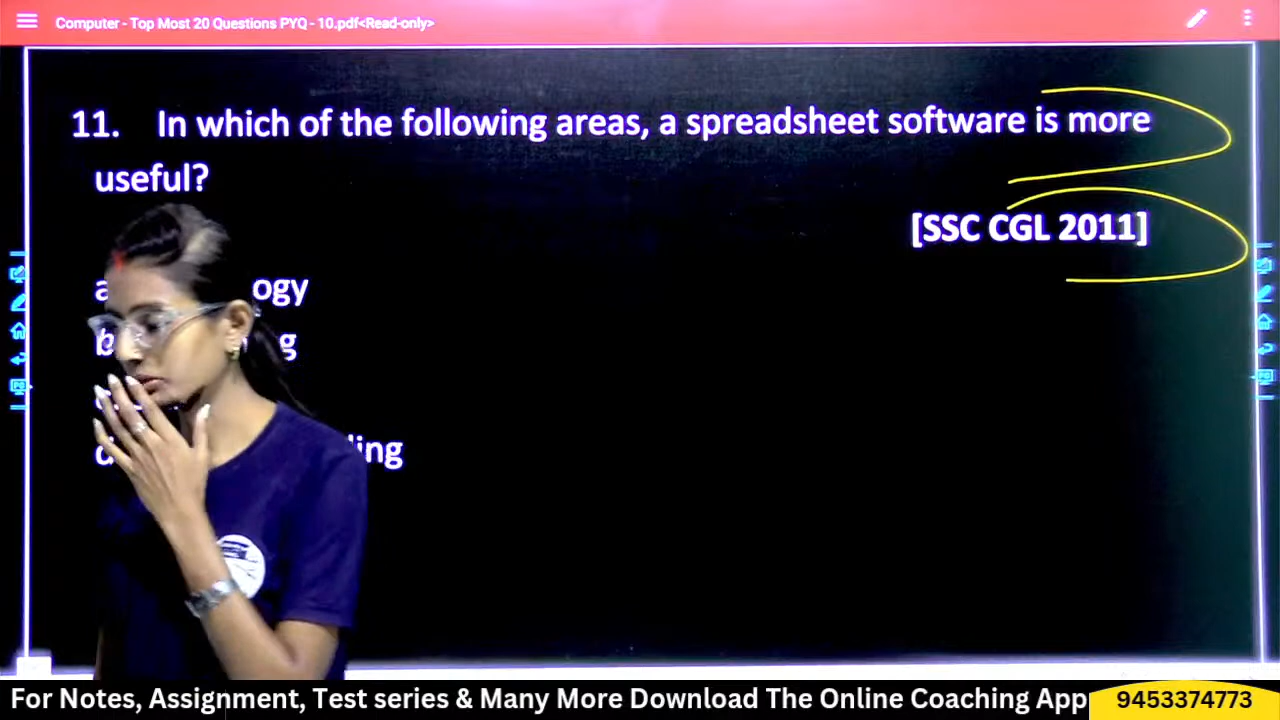 Computer - Top Most 20 Questions PYQ - 10.pdf<Read-only>
11. In which of the following areas, a spreadsheet software is more
useful?
[SSC CGL 2011]
For Notes, Assignment, Test series & Many More Download The Online Coaching App 9453374773